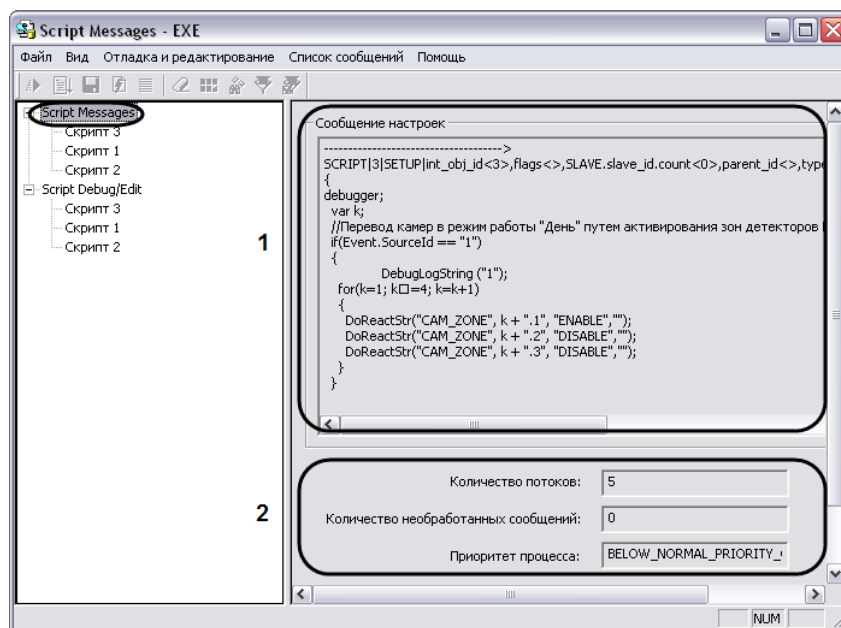 Script Messages - EXE
Файл Вид Отладка и редактирование Список сообщений Помощь
Script Messages
Скрипт 3
Скрипт 1
Скрипт 2
Script Debug/Edit
Скрипт 3
Скрипт 1
Скрипт 2
1
Сообщение настроек
------------------------------------->
SCRIPT|3|SETUP|int_obj_id<3>,flags<>,SLAVE.slave_id.count<0>,parent_id<>,type
{
debugger;
var k;
//Перевод камер в режим работы "День" путем активирования зон детекторов
if(Event.SourceId == "1")
{
DebugLogString ("1");
for(k=1; k□=4; k=k+1)
{
DoReactStr("CAM_ZONE", k + ".1", "ENABLE","");
DoReactStr("CAM_ZONE", k + ".2", "DISABLE","");
DoReactStr("CAM_ZONE", k + ".3", "DISABLE","");
}
}
2
Количество потоков: 5
Количество необработанных сообщений: 0
Приоритет процесса: BELOW_NORMAL_PRIORITY_
NUM